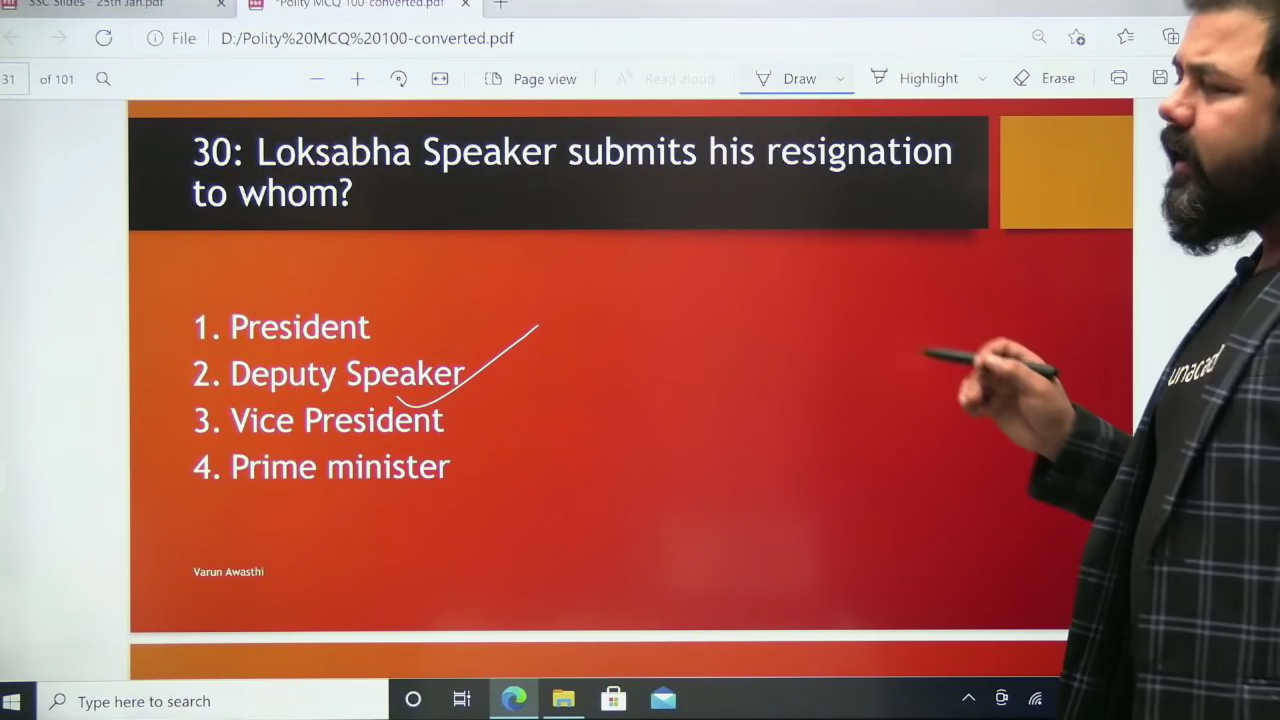 SSC Slides - 25th Jan.pdf
*Polity MCQ 100-converted.pdf
File D:/Polity%20MCQ%20100-converted.pdf
31 of 101 Page view Read aloud Draw Highlight Erase
30: Loksabha Speaker submits his resignation
to whom?
1. President
2. Deputy Speaker
3. Vice President
4. Prime minister
Varun Awasthi
unacad
Type here to search